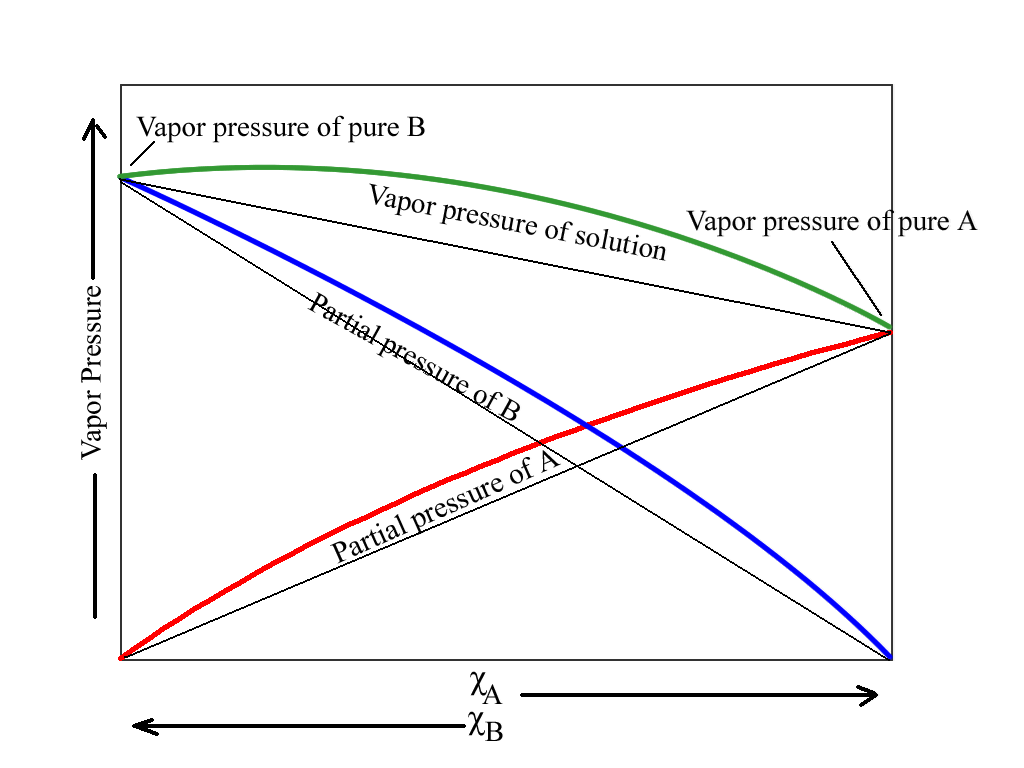 Vapor pressure of pure B
Vapor pressure of solution
Vapor pressure of pure A
Vapor Pressure
Partial pressure of B
Partial pressure of A
χA
χB